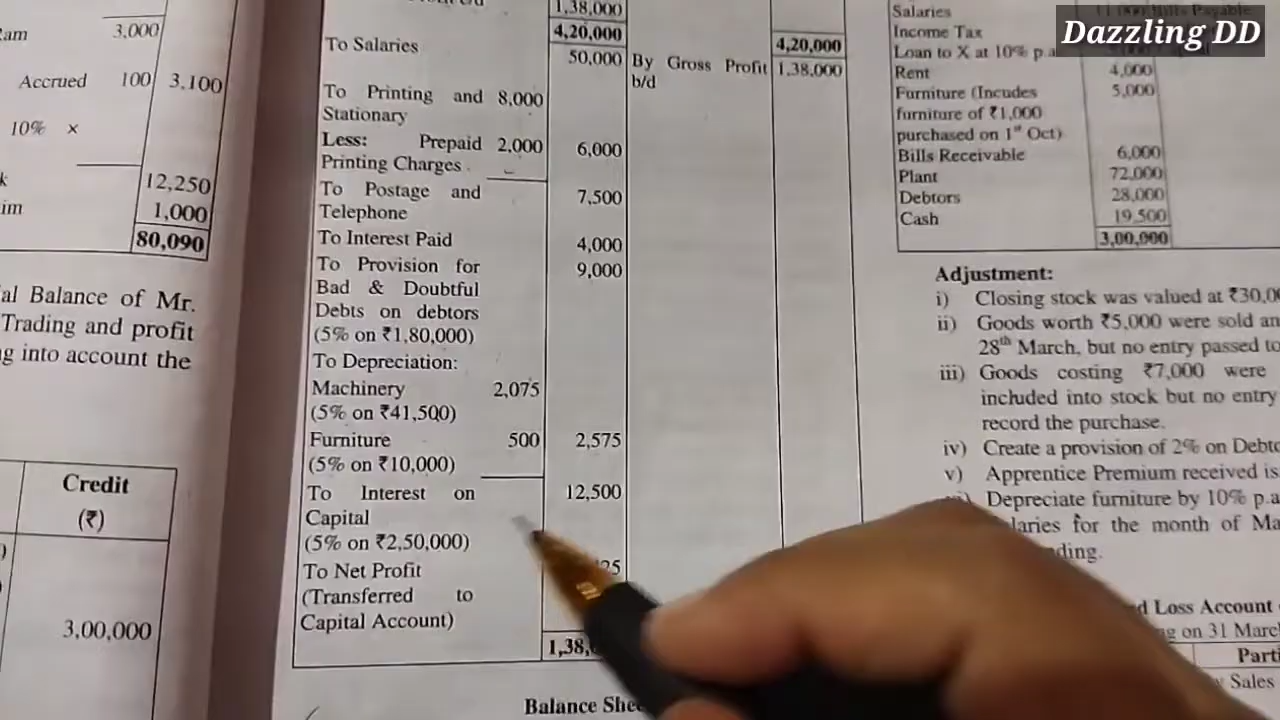 Dazzling DD
Ram 3,000
Accrued 100 3,100
10% ×
12,250
1,000
80,090
al Balance of Mr.
Trading and profit
g into account the
Credit
(₹)
3,00,000
1,38,000
4,20,000 4,20,000
To Salaries 50,000 By Gross Profit 1,38,000
b/d
To Printing and 8,000
Stationary
Less: Prepaid 2,000 6,000
Printing Charges
To Postage and 7,500
Telephone
To Interest Paid 4,000
To Provision for 9,000
Bad & Doubtful
Debts on debtors
(5% on ₹1,80,000)
To Depreciation:
Machinery 2,075
(5% on ₹41,500)
Furniture 500 2,575
(5% on ₹10,000)
To Interest on 12,500
Capital
(5% on ₹2,50,000)
To Net Profit
(Transferred to
Capital Account)
1,38,
Balance She
Salaries
Income Tax
Loan to X at 10% p.a
Rent 4,000
Furniture (Incudes 5,000
furniture of ₹1,000
purchased on 1st Oct)
Bills Receivable 6,000
Plant 72,000
Debtors 28,000
Cash 19,500
3,00,000
Adjustment:
i) Closing stock was valued at ₹30,0
ii) Goods worth ₹5,000 were sold an
28th March, but no entry passed to
iii) Goods costing ₹7,000 were
included into stock but no entry
record the purchase.
iv) Create a provision of 2% on Debto
v) Apprentice Premium received is
Depreciate furniture by 10% p.a
laries for the month of Ma
ding.
d Loss Account
g on 31 Marc
Parti
Sales